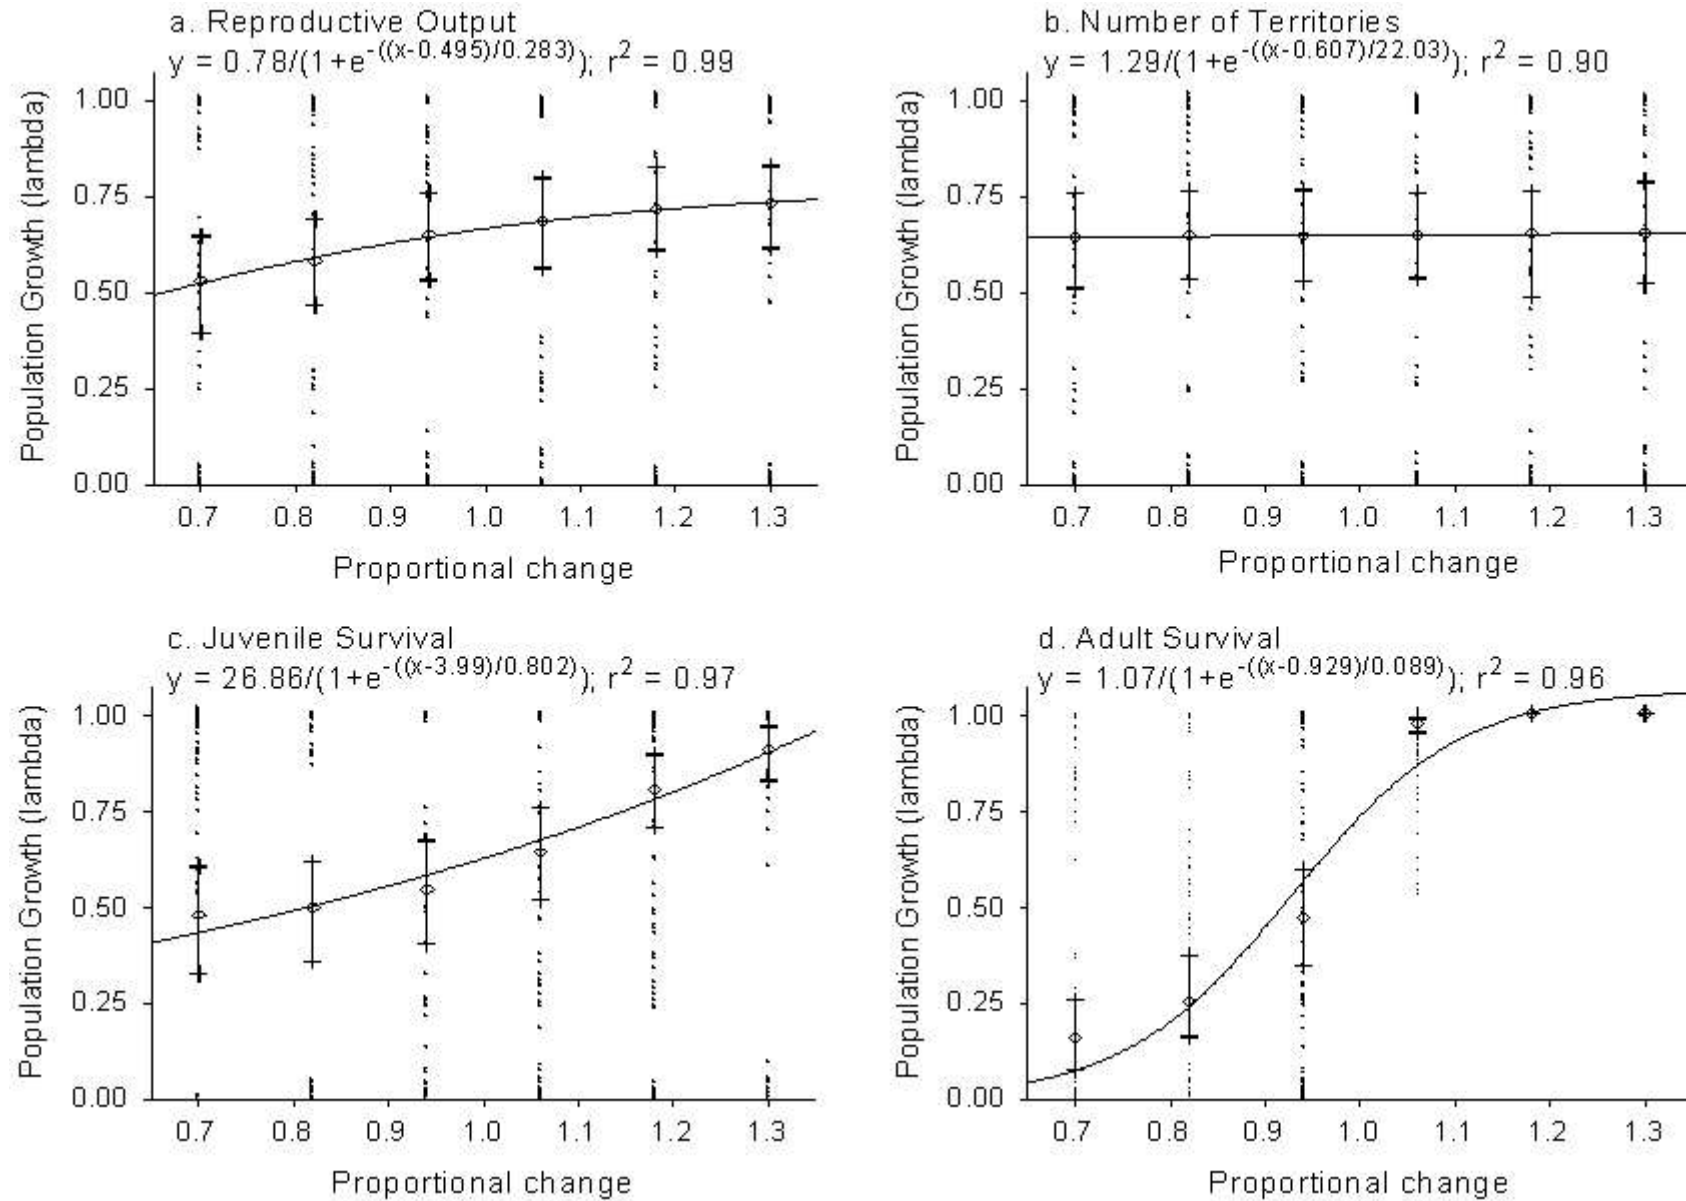 a. Reproductive Output
y = 0.78/(1+e^-((x-0.495)/0.283)); r² = 0.99
Population Growth (lambda)
1.00
0.75
0.50
0.25
0.00
0.7 0.8 0.9 1.0 1.1 1.2 1.3
Proportional change
b. Number of Territories
y = 1.29/(1+e^-((x-0.607)/22.03)); r² = 0.90
Population Growth (lambda)
1.00
0.75
0.50
0.25
0.00
0.7 0.8 0.9 1.0 1.1 1.2 1.3
Proportional change
c. Juvenile Survival
y = 26.86/(1+e^-((x-3.99)/0.802)); r² = 0.97
Population Growth (lambda)
1.00
0.75
0.50
0.25
0.00
0.7 0.8 0.9 1.0 1.1 1.2 1.3
Proportional change
d. Adult Survival
y = 1.07/(1+e^-((x-0.929)/0.089)); r² = 0.96
Population Growth (lambda)
1.00
0.75
0.50
0.25
0.00
0.7 0.8 0.9 1.0 1.1 1.2 1.3
Proportional change